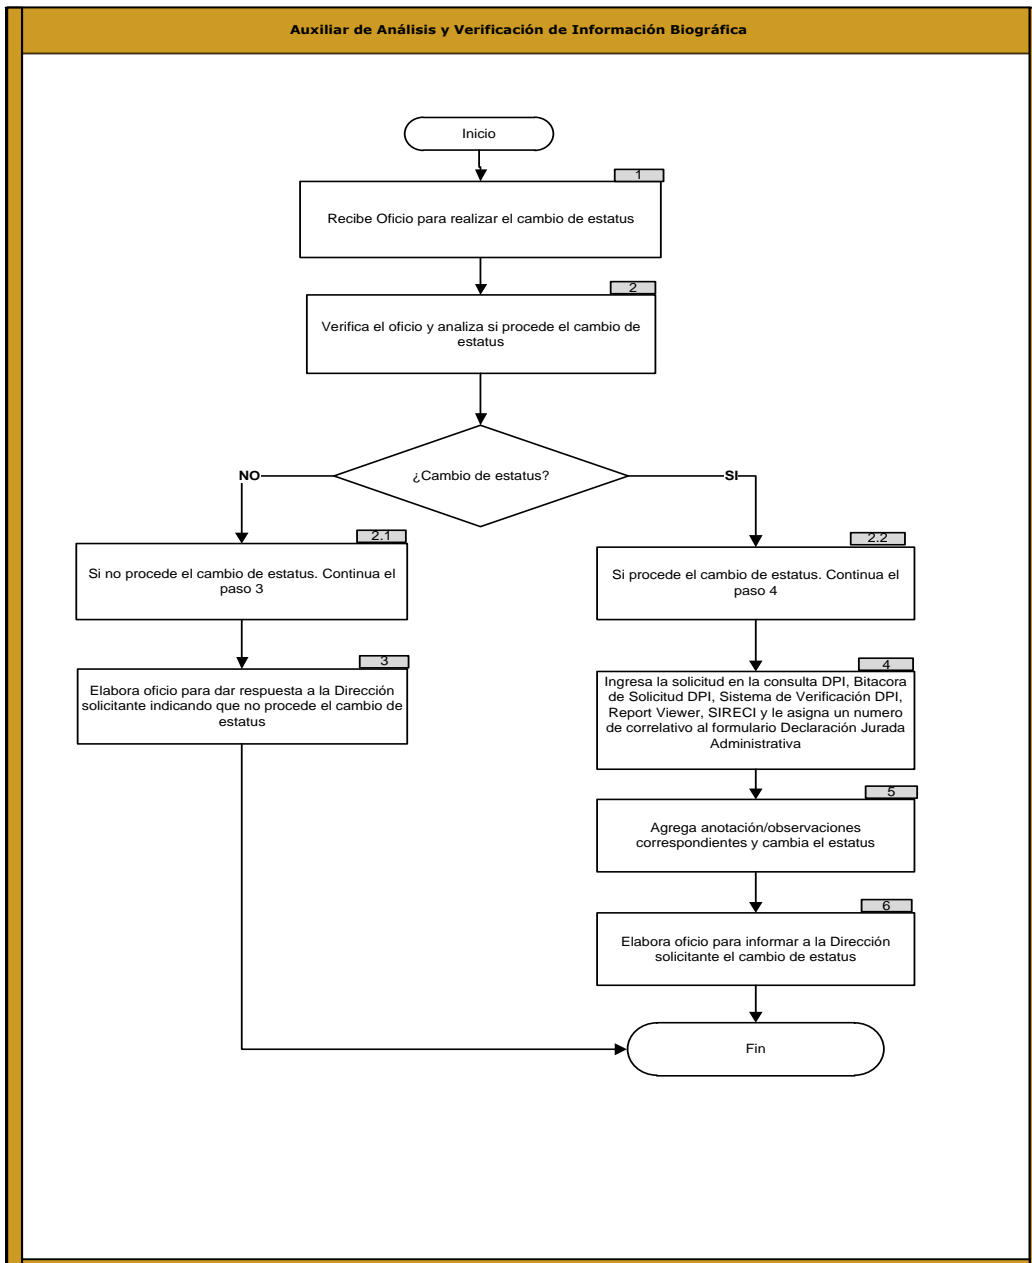 Auxiliar de Análisis y Verificación de Información Biográfica
Inicio
1
Recibe Oficio para realizar el cambio de estatus
2
Verifica el oficio y analiza si procede el cambio de
estatus
¿Cambio de estatus?
NO
SI
2.1
Si no procede el cambio de estatus. Continua el
paso 3
2.2
Si procede el cambio de estatus. Continua el
paso 4
3
Elabora oficio para dar respuesta a la Dirección
solicitante indicando que no procede el cambio de
estatus
4
Ingresa la solicitud en la consulta DPI, Bitacora
de Solicitud DPI, Sistema de Verificación DPI,
Report Viewer, SIRECI y le asigna un numero
de correlativo al formulario Declaración Jurada
Administrativa
5
Agrega anotación/observaciones
correspondientes y cambia el estatus
6
Elabora oficio para informar a la Dirección
solicitante el cambio de estatus
Fin